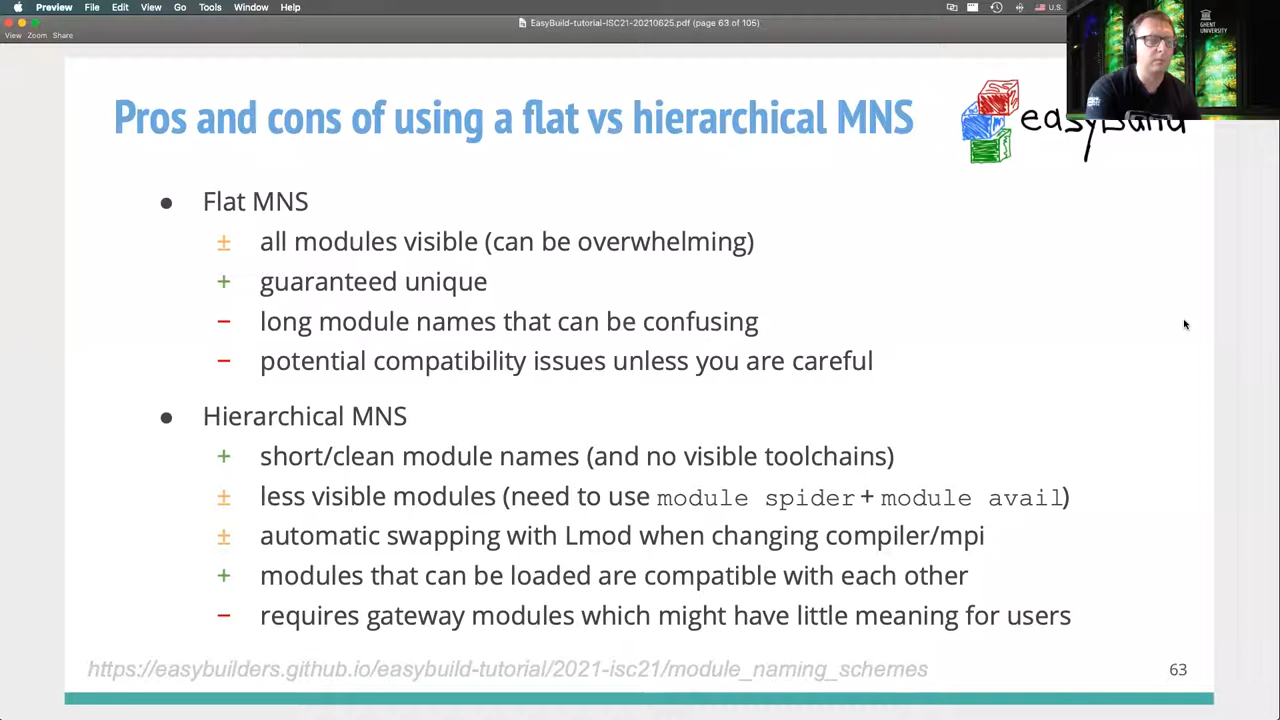 Preview File Edit View Go Tools Window Help U.S.
EasyBuild-tutorial-ISC21-20210625.pdf (page 63 of 105)
View Zoom Share
GHENT
UNIVERSITY
Pros and cons of using a flat vs hierarchical MNS
easybuild
● Flat MNS
± all modules visible (can be overwhelming)
+ guaranteed unique
− long module names that can be confusing
− potential compatibility issues unless you are careful
● Hierarchical MNS
+ short/clean module names (and no visible toolchains)
± less visible modules (need to use module spider + module avail)
± automatic swapping with Lmod when changing compiler/mpi
+ modules that can be loaded are compatible with each other
− requires gateway modules which might have little meaning for users
https://easybuilders.github.io/easybuild-tutorial/2021-isc21/module_naming_schemes
63